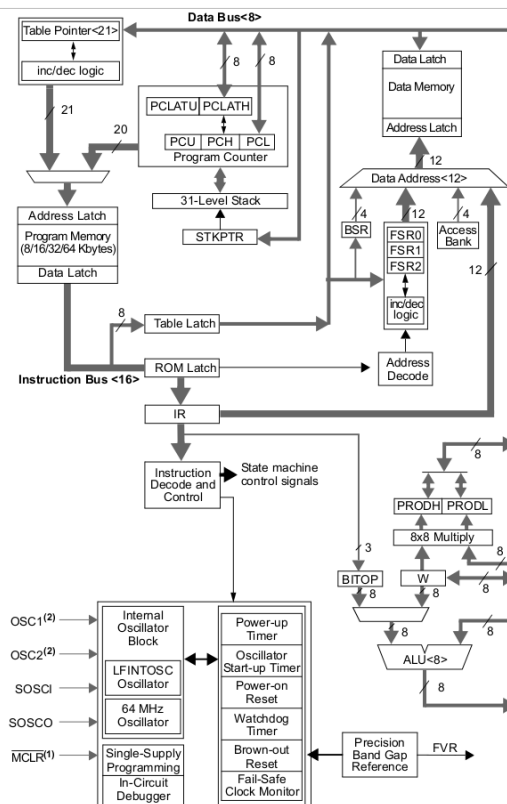 Data Bus<8>
Table Pointer<21>
inc/dec logic
21
20
8
8
PCLATU PCLATH
PCU PCH PCL
Program Counter
31-Level Stack
STKPTR
Data Latch
Data Memory
Address Latch
12
Data Address<12>
4
12
4
BSR
FSR0
FSR1
FSR2
inc/dec
logic
Access
Bank
12
Address
Decode
Address Latch
Program Memory
(8/16/32/64 Kbytes)
Data Latch
8
Table Latch
Instruction Bus <16>
ROM Latch
IR
Instruction
Decode and
Control
State machine
control signals
8
PRODH PRODL
8x8 Multiply
3
8
BITOP
W
8
8
8
8
8
ALU<8>
8
OSC1(2)
OSC2(2)
SOSCI
SOSCO
MCLR(1)
Internal
Oscillator
Block
LFINTOSC
Oscillator
64 MHz
Oscillator
Single-Supply
Programming
In-Circuit
Debugger
Power-up
Timer
Oscillator
Start-up Timer
Power-on
Reset
Watchdog
Timer
Brown-out
Reset
Fail-Safe
Clock Monitor
Precision
Band Gap
Reference
FVR